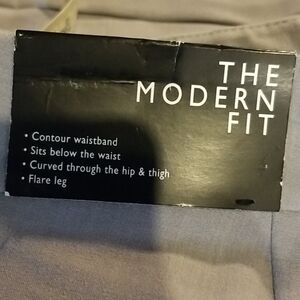 THE
MODERN
FIT
• Contour waistband
• Sits below the waist
• Curved through the hip & thigh
• Flare leg